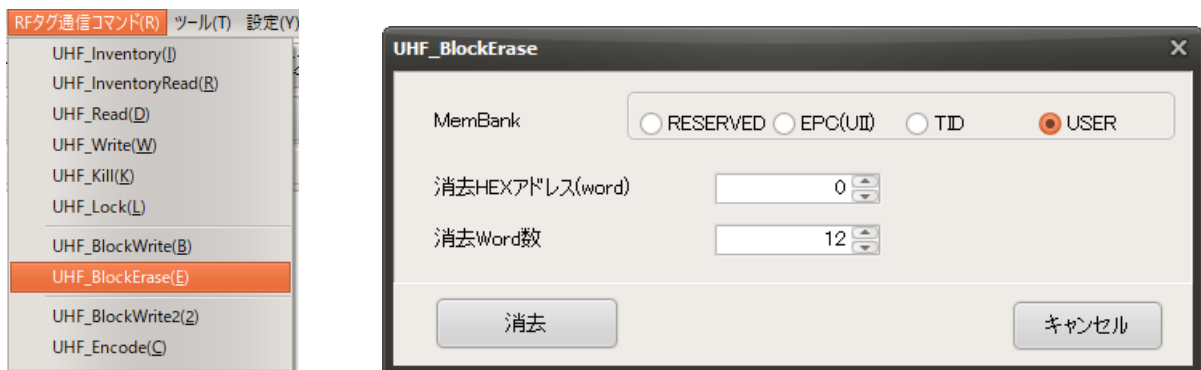 RFタグ通信コマンド(R) ツール(T) 設定(Y)
UHF_Inventory(I)
UHF_InventoryRead(R)
UHF_Read(D)
UHF_Write(W)
UHF_Kill(K)
UHF_Lock(L)
UHF_BlockWrite(B)
UHF_BlockErase(E)
UHF_BlockWrite2(2)
UHF_Encode(C)
UHF_BlockErase
MemBank RESERVED EPC(UII) TID USER
消去HEXアドレス(word) 0
消去Word数 12
消去 キャンセル